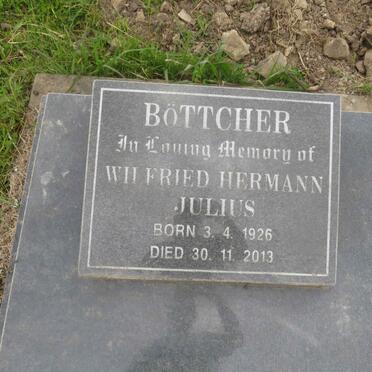 BöTTCHER
In Loving Memory of
WILFRIED HERMANN
JULIUS
BORN 3. 4. 1926
DIED 30. 11. 2013